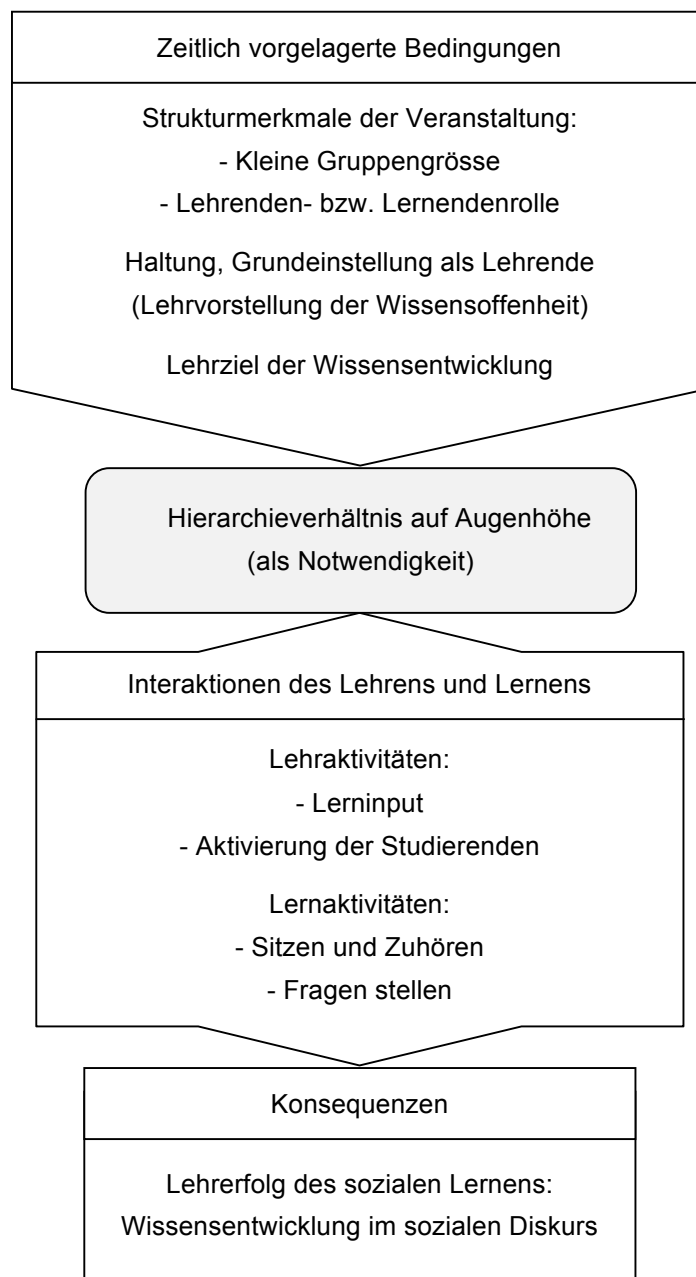 Zeitlich vorgelagerte Bedingungen
Strukturmerkmale der Veranstaltung:
- Kleine Gruppengrösse
- Lehrenden- bzw. Lernendenrolle
Haltung, Grundeinstellung als Lehrende
(Lehrvorstellung der Wissensoffenheit)
Lehrziel der Wissensentwicklung
Hierarchieverhältnis auf Augenhöhe
(als Notwendigkeit)
Interaktionen des Lehrens und Lernens
Lehraktivitäten:
- Lerninput
- Aktivierung der Studierenden
Lernaktivitäten:
- Sitzen und Zuhören
- Fragen stellen
Konsequenzen
Lehrerfolg des sozialen Lernens:
Wissensentwicklung im sozialen Diskurs